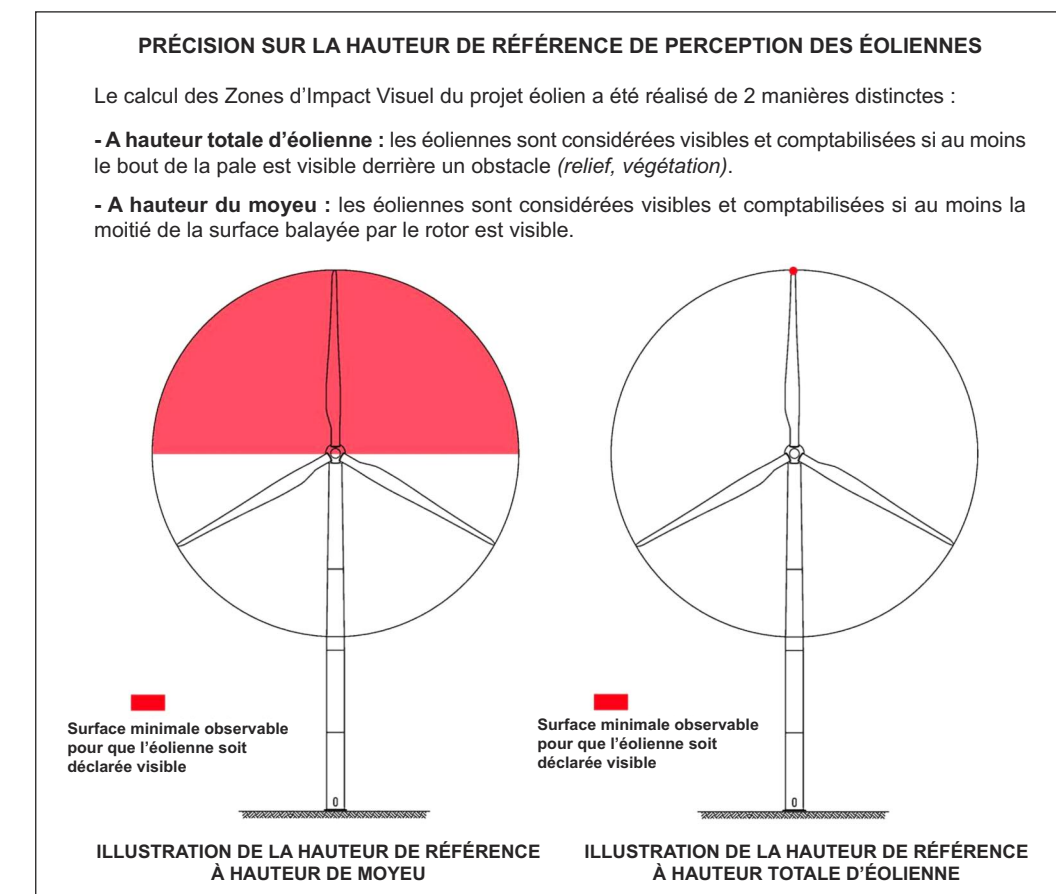 PRÉCISION SUR LA HAUTEUR DE RÉFÉRENCE DE PERCEPTION DES ÉOLIENNES
Le calcul des Zones d'Impact Visuel du projet éolien a été réalisé de 2 manières distinctes :
- A hauteur totale d'éolienne : les éoliennes sont considérées visibles et comptabilisées si au moins
le bout de la pale est visible derrière un obstacle (relief, végétation).
- A hauteur du moyeu : les éoliennes sont considérées visibles et comptabilisées si au moins la
moitié de la surface balayée par le rotor est visible.
Surface minimale observable
pour que l'éolienne soit
déclarée visible
ILLUSTRATION DE LA HAUTEUR DE RÉFÉRENCE
À HAUTEUR DE MOYEU
Surface minimale observable
pour que l'éolienne soit
déclarée visible
ILLUSTRATION DE LA HAUTEUR DE RÉFÉRENCE
À HAUTEUR TOTALE D'ÉOLIENNE